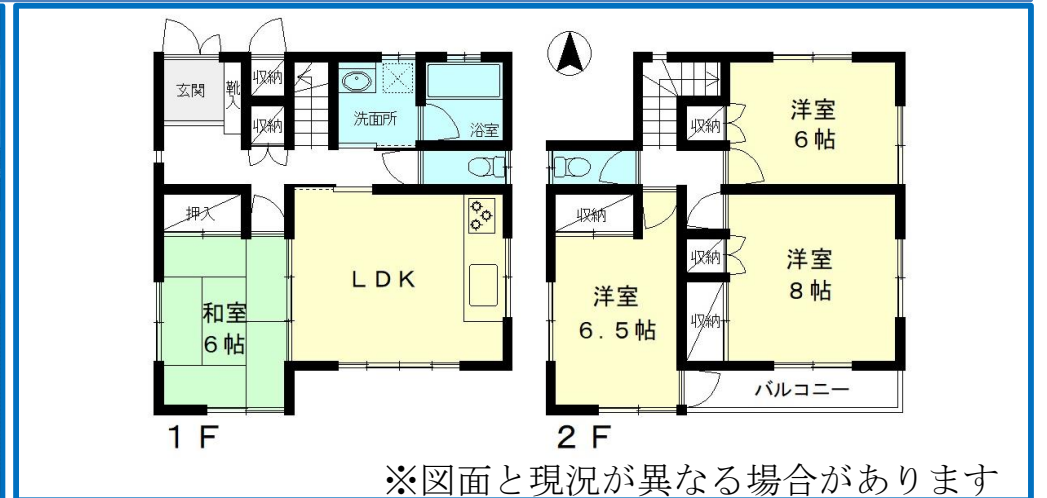 玄関
靴入
収納
収納
洗面所
浴室
押入
和室
6帖
LDK
1F
収納
洋室
6帖
収納
洋室
6.5帖
収納
収納
洋室
8帖
バルコニー
2F
※図面と現況が異なる場合があります